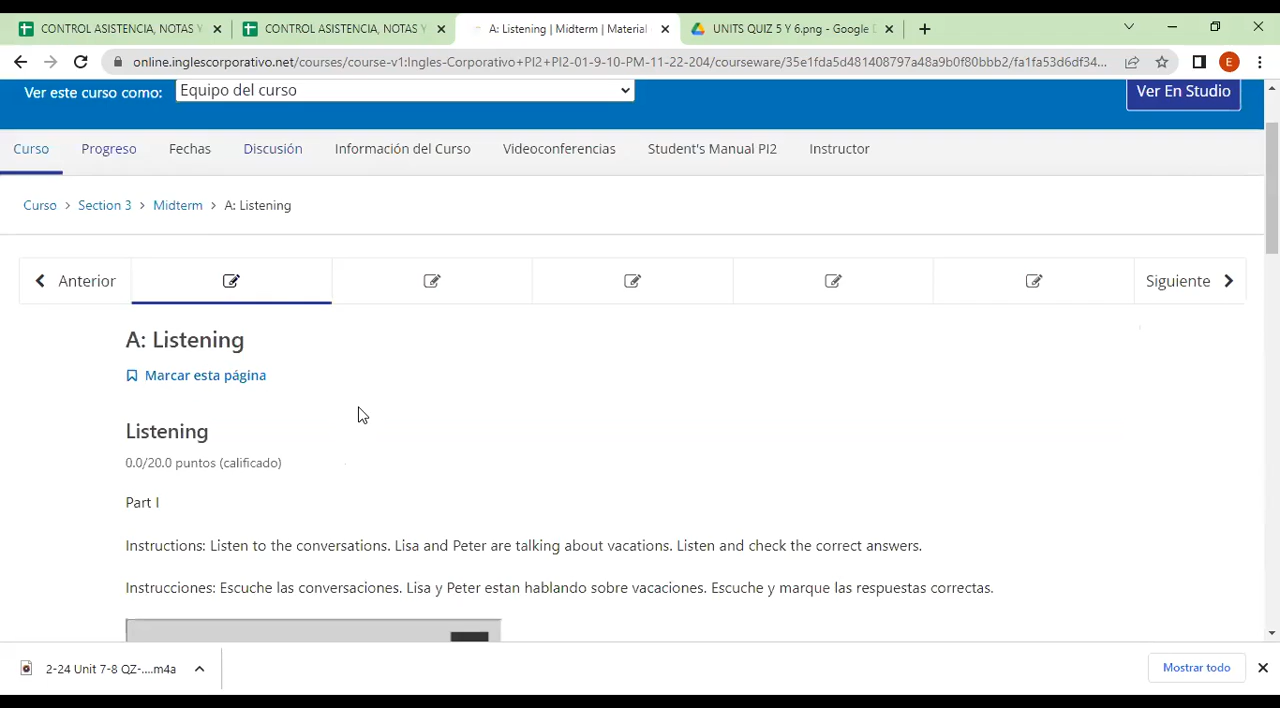 CONTROL ASISTENCIA, NOTAS Y
CONTROL ASISTENCIA, NOTAS Y
A: Listening | Midterm | Material
UNITS QUIZ 5 Y 6.png - Google
online.inglescorporativo.net/courses/course-v1:Ingles-Corporativo+PI2+PI2-01-9-10-PM-11-22-204/courseware/35e1fda5d481408797a48a9b0f80bbb2/fa1fa53d6df34...
E
Ver este curso como:
Equipo del curso
Ver En Studio
Curso
Progreso
Fechas
Discusión
Información del Curso
Videoconferencias
Student's Manual PI2
Instructor
Curso > Section 3 > Midterm > A: Listening
Anterior
Siguiente
A: Listening
Marcar esta página
Listening
0.0/20.0 puntos (calificado)
Part I
Instructions: Listen to the conversations. Lisa and Peter are talking about vacations. Listen and check the correct answers.
Instrucciones: Escuche las conversaciones. Lisa y Peter estan hablando sobre vacaciones. Escuche y marque las respuestas correctas.
2-24 Unit 7-8 QZ-....m4a
Mostrar todo